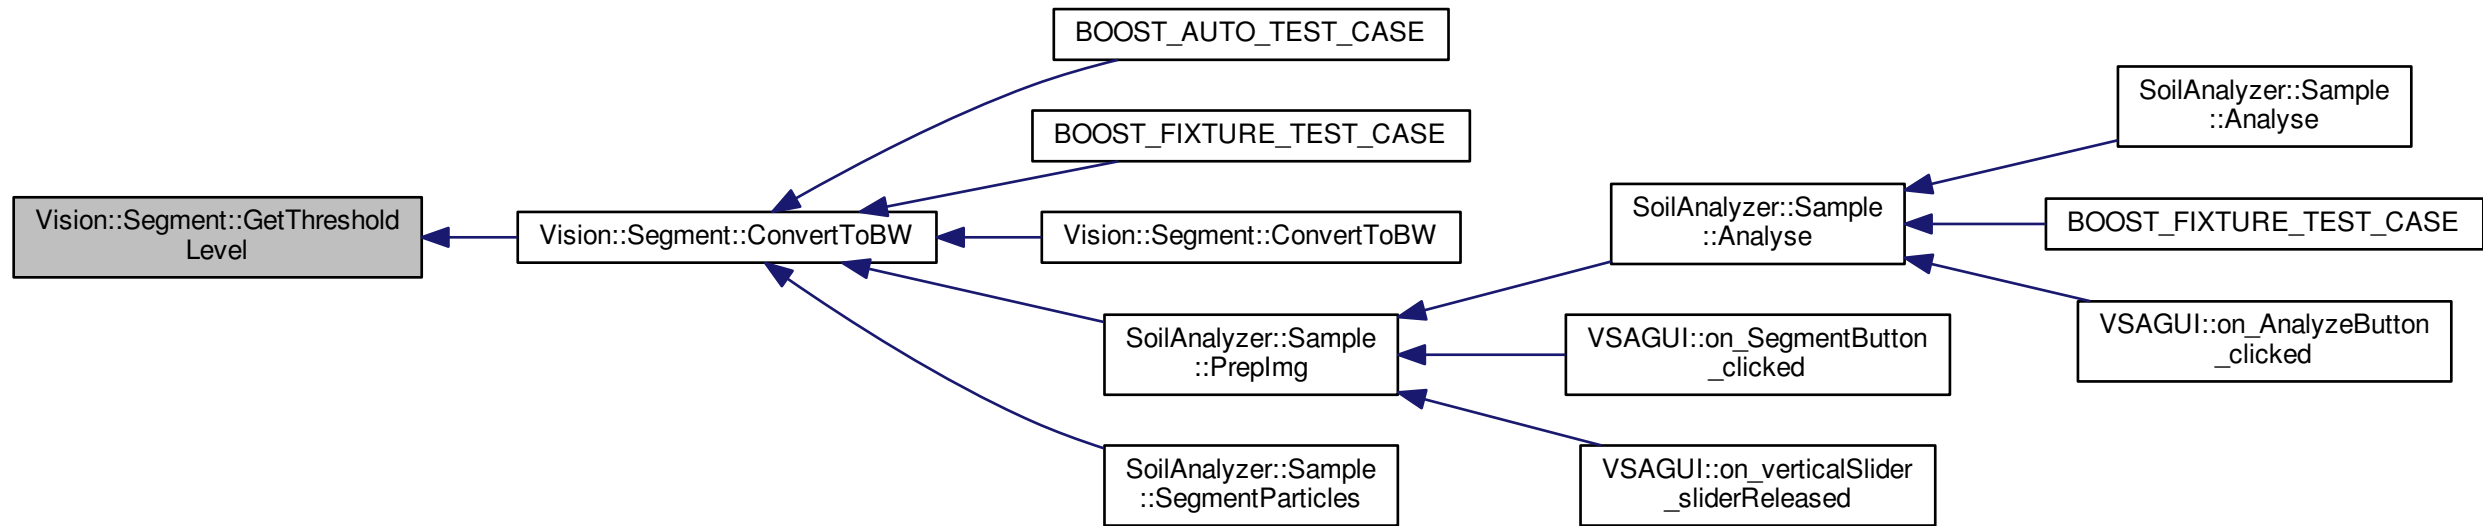 Vision::Segment::GetThreshold
Level
Vision::Segment::ConvertToBW
BOOST_AUTO_TEST_CASE
BOOST_FIXTURE_TEST_CASE
Vision::Segment::ConvertToBW
SoilAnalyzer::Sample
::PrepImg
SoilAnalyzer::Sample
::SegmentParticles
SoilAnalyzer::Sample
::Analyse
VSAGUI::on_SegmentButton
_clicked
VSAGUI::on_verticalSlider
_sliderReleased
SoilAnalyzer::Sample
::Analyse
BOOST_FIXTURE_TEST_CASE
VSAGUI::on_AnalyzeButton
_clicked